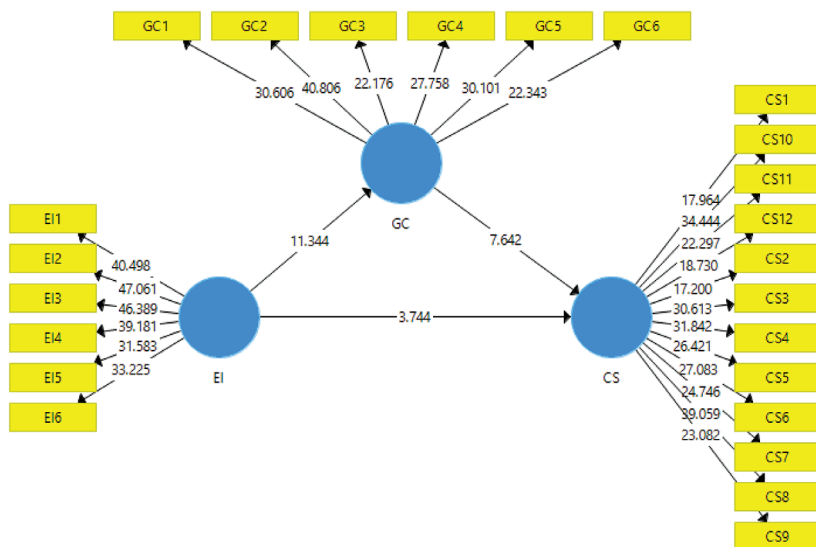 GC1 GC2 GC3 GC4 GC5 GC6
30.606 40.806 22.176 27.758 30.101 22.343
GC
EI1
EI2
EI3
EI4
EI5
EI6
40.498
47.061
46.389
39.181
31.583
33.225
EI
11.344
7.642
3.744
CS
17.964
34.444
22.297
18.730
17.200
30.613
31.842
26.421
27.083
24.746
39.059
23.082
CS1
CS10
CS11
CS12
CS2
CS3
CS4
CS5
CS6
CS7
CS8
CS9